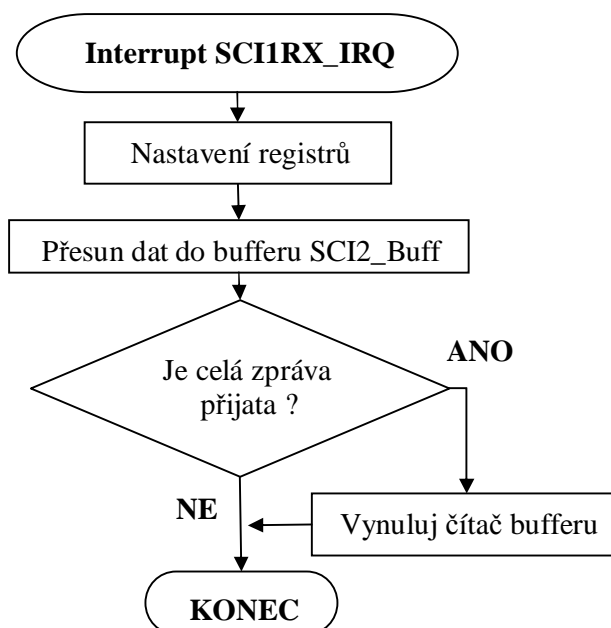 Interrupt SCI1RX_IRQ
Nastavení registrů
Přesun dat do bufferu SCI2_Buff
ANO
Je celá zpráva
přijata ?
NE
Vynuluj čítač bufferu
KONEC